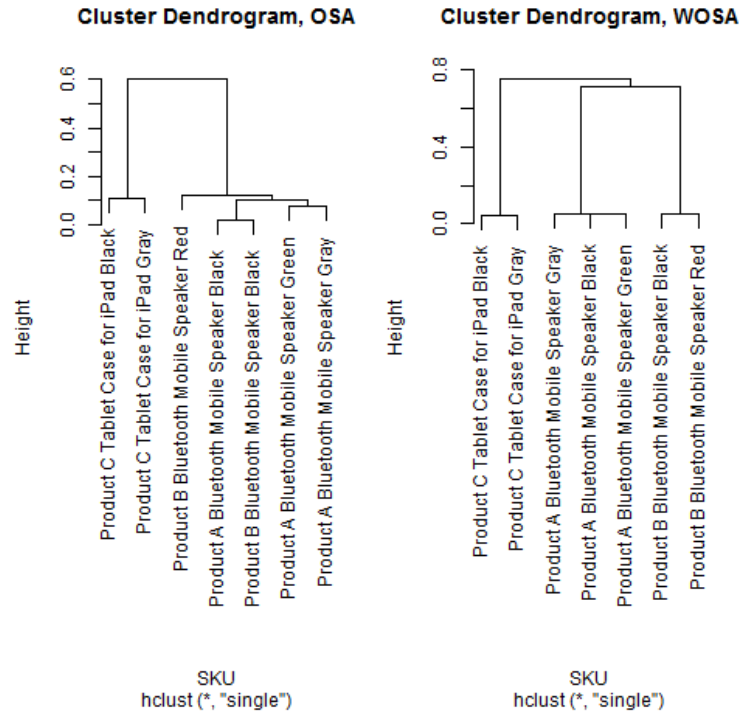 Cluster Dendrogram, OSA
Height
0.0 0.2 0.4 0.6
Product C Tablet Case for iPad Black
Product C Tablet Case for iPad Gray
Product B Bluetooth Mobile Speaker Red
Product A Bluetooth Mobile Speaker Black
Product B Bluetooth Mobile Speaker Black
Product A Bluetooth Mobile Speaker Green
Product A Bluetooth Mobile Speaker Gray
SKU
hclust (*, "single")
Cluster Dendrogram, WOSA
Height
0.0 0.4 0.8
Product C Tablet Case for iPad Black
Product C Tablet Case for iPad Gray
Product A Bluetooth Mobile Speaker Gray
Product A Bluetooth Mobile Speaker Black
Product A Bluetooth Mobile Speaker Green
Product B Bluetooth Mobile Speaker Black
Product B Bluetooth Mobile Speaker Red
SKU
hclust (*, "single")